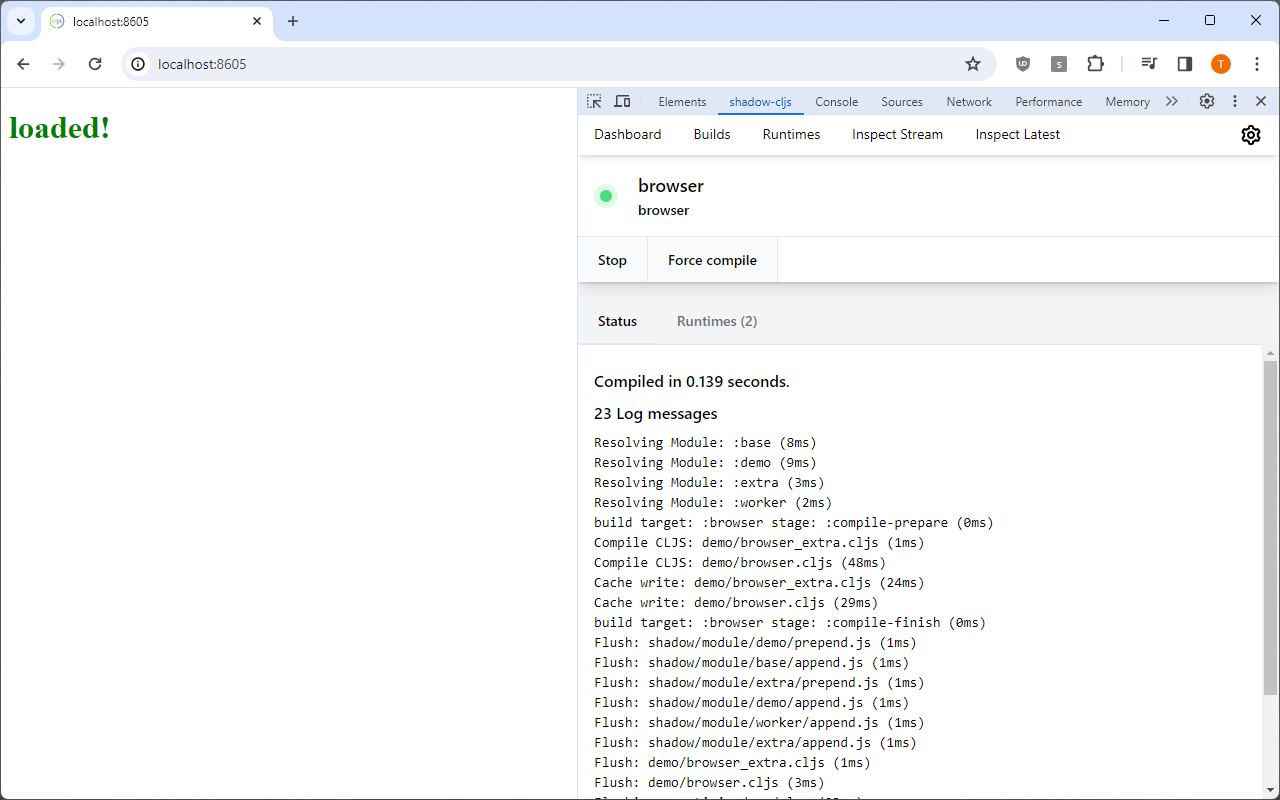 localhost:8605
localhost:8605
T
loaded!
Elements shadow-cljs Console Sources Network Performance Memory
Dashboard Builds Runtimes Inspect Stream Inspect Latest
browser
browser
Stop Force compile
Status Runtimes (2)
Compiled in 0.139 seconds.
23 Log messages
Resolving Module: :base (8ms)
Resolving Module: :demo (9ms)
Resolving Module: :extra (3ms)
Resolving Module: :worker (2ms)
build target: :browser stage: :compile-prepare (0ms)
Compile CLJS: demo/browser_extra.cljs (1ms)
Compile CLJS: demo/browser.cljs (48ms)
Cache write: demo/browser_extra.cljs (24ms)
Cache write: demo/browser.cljs (29ms)
build target: :browser stage: :compile-finish (0ms)
Flush: shadow/module/demo/prepend.js (1ms)
Flush: shadow/module/base/append.js (1ms)
Flush: shadow/module/extra/prepend.js (1ms)
Flush: shadow/module/demo/append.js (1ms)
Flush: shadow/module/worker/append.js (1ms)
Flush: shadow/module/extra/append.js (1ms)
Flush: demo/browser_extra.cljs (1ms)
Flush: demo/browser.cljs (3ms)